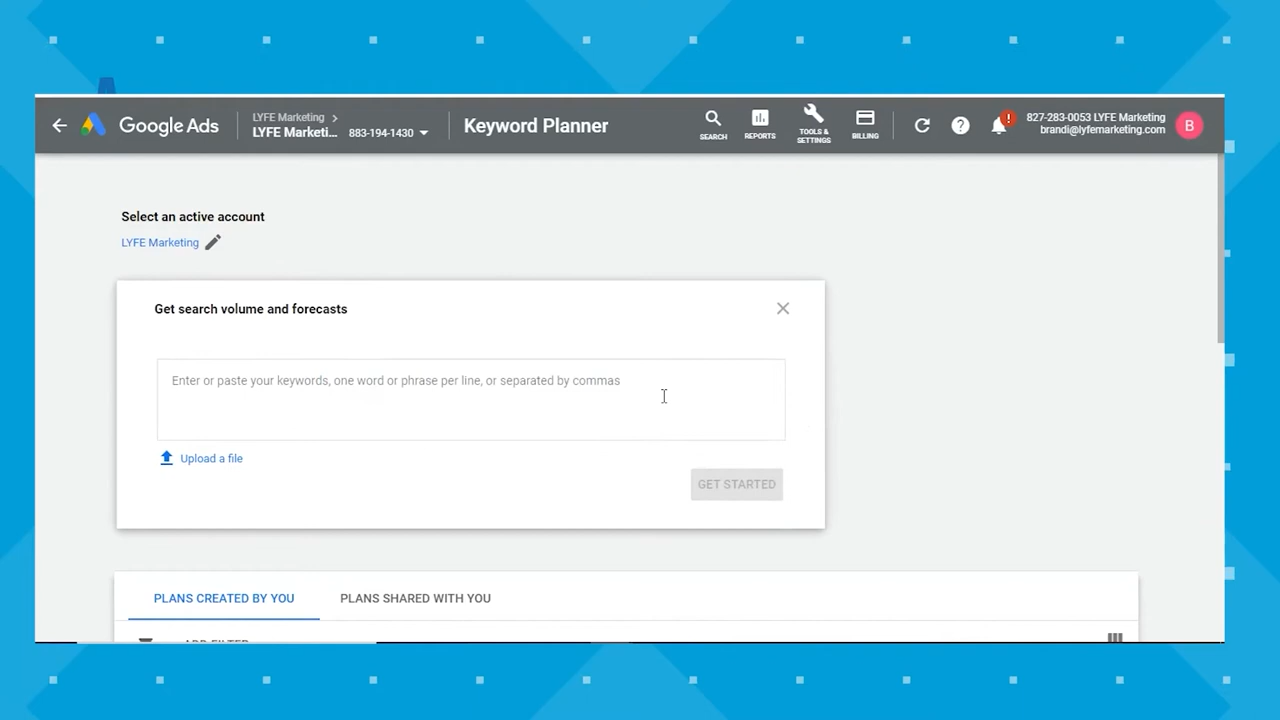 Google Ads
LYFE Marketing
LYFE Marketi... 883-194-1430
Keyword Planner
SEARCH
REPORTS
TOOLS & SETTINGS
BILLING
827-283-0053 LYFE Marketing
brandi@lyfemarketing.com
B
Select an active account
LYFE Marketing
Get search volume and forecasts
Enter or paste your keywords, one word or phrase per line, or separated by commas
Upload a file
GET STARTED
PLANS CREATED BY YOU
PLANS SHARED WITH YOU
ADD FILTER